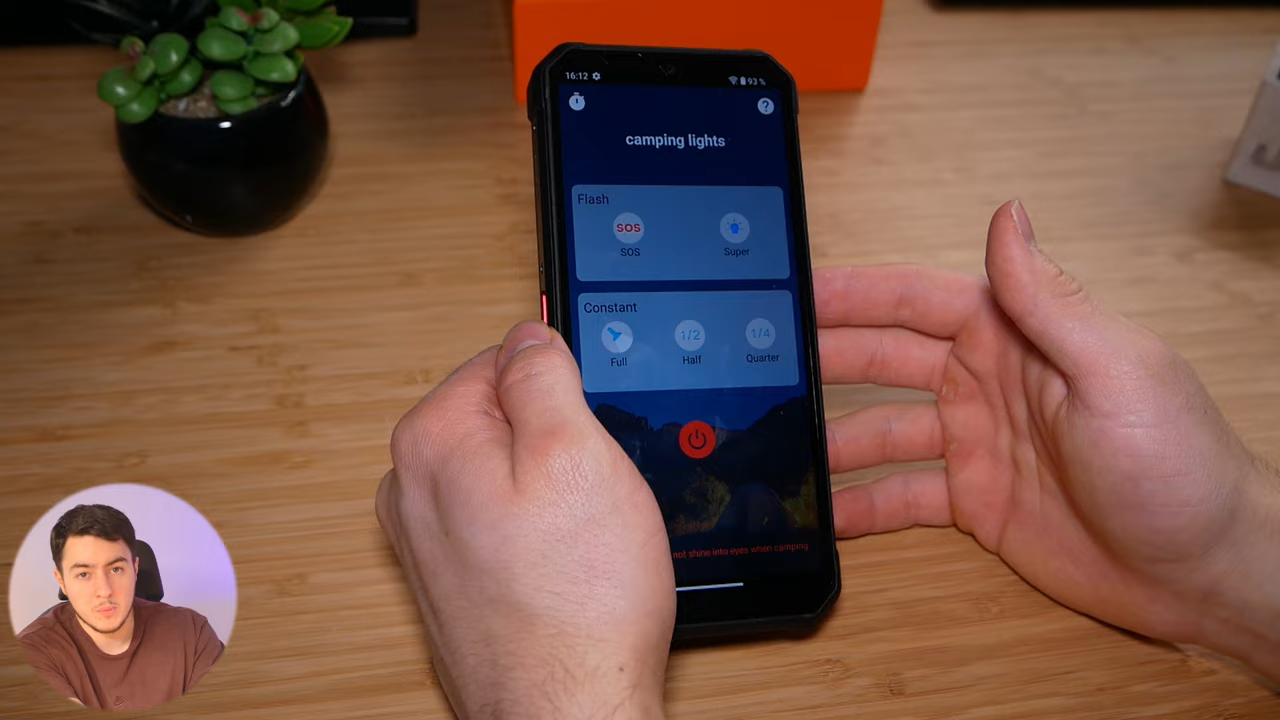 16:12 93 %
?
camping lights
Flash
SOS
SOS Super
Constant
1/2 1/4
Full Half Quarter
not shine into eyes when camping